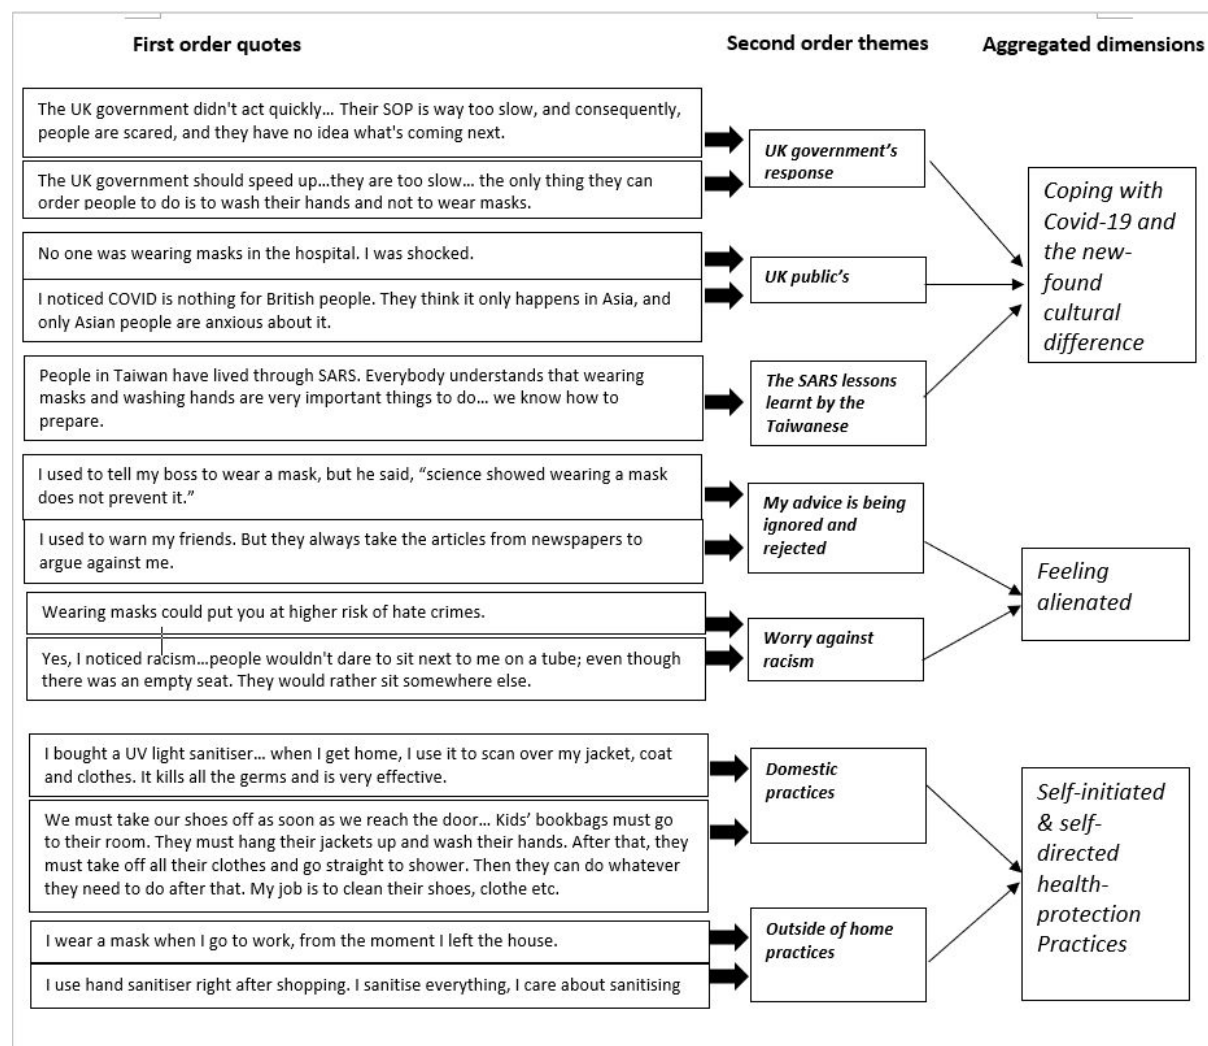 First order quotes
Second order themes
Aggregated dimensions
The UK government didn't act quickly... Their SOP is way too slow, and consequently,
people are scared, and they have no idea what's coming next.
The UK government should speed up...they are too slow... the only thing they can
order people to do is to wash their hands and not to wear masks.
UK government's
response
No one was wearing masks in the hospital. I was shocked.
I noticed COVID is nothing for British people. They think it only happens in Asia, and
only Asian people are anxious about it.
UK public's
People in Taiwan have lived through SARS. Everybody understands that wearing
masks and washing hands are very important things to do... we know how to
prepare.
The SARS lessons
learnt by the
Taiwanese
Coping with
Covid-19 and
the new-
found
cultural
difference
I used to tell my boss to wear a mask, but he said, “science showed wearing a mask
does not prevent it.”
I used to warn my friends. But they always take the articles from newspapers to
argue against me.
My advice is being
ignored and
rejected
Wearing masks could put you at higher risk of hate crimes.
Yes, I noticed racism...people wouldn't dare to sit next to me on a tube; even though
there was an empty seat. They would rather sit somewhere else.
Worry against
racism
Feeling
alienated
I bought a UV light sanitiser... when I get home, I use it to scan over my jacket, coat
and clothes. It kills all the germs and is very effective.
We must take our shoes off as soon as we reach the door... Kids’ bookbags must go
to their room. They must hang their jackets up and wash their hands. After that, they
must take off all their clothes and go straight to shower. Then they can do whatever
they need to do after that. My job is to clean their shoes, clothe etc.
Domestic
practices
I wear a mask when I go to work, from the moment I left the house.
I use hand sanitiser right after shopping. I sanitise everything, I care about sanitising
Outside of home
practices
Self-initiated
& self-
directed
health-
protection
Practices